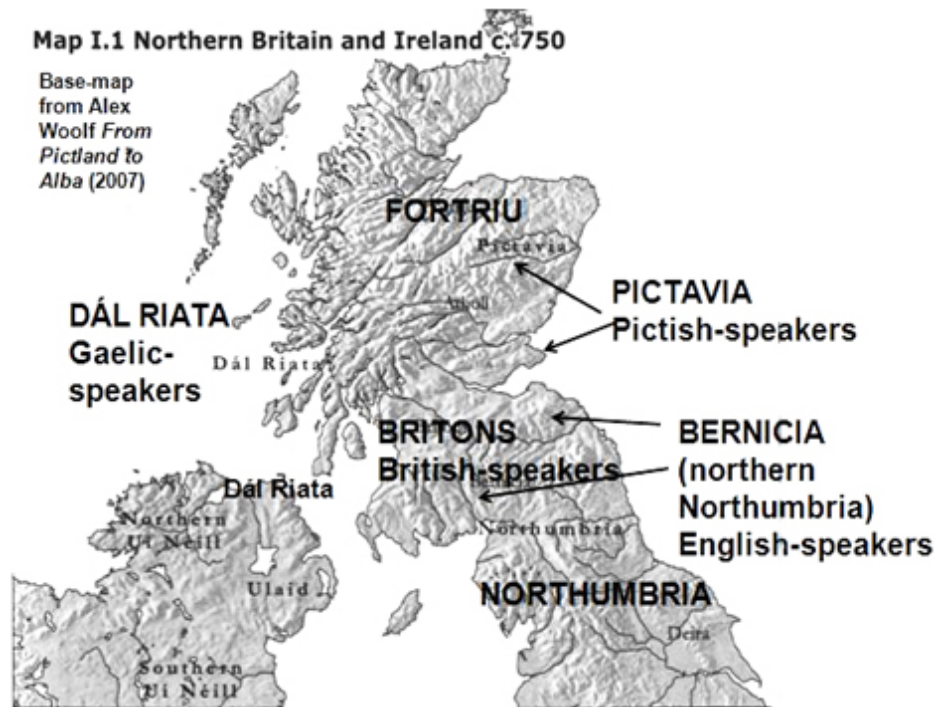 Map I.1 Northern Britain and Ireland c. 750
Base-map
from Alex
Woolf From
Pictland to
Alba (2007)
FORTRIU
Pictavia
Atholl
PICTAVIA
Pictish-speakers
DÁL RIATA
Gaelic-
speakers
Dál Riata
BRITONS
British-speakers
BERNICIA
(northern
Northumbria)
English-speakers
Dál Riata
Northern
Uí Néill
Northumbria
Ulaid
NORTHUMBRIA
Deira
Southern
Uí Néill